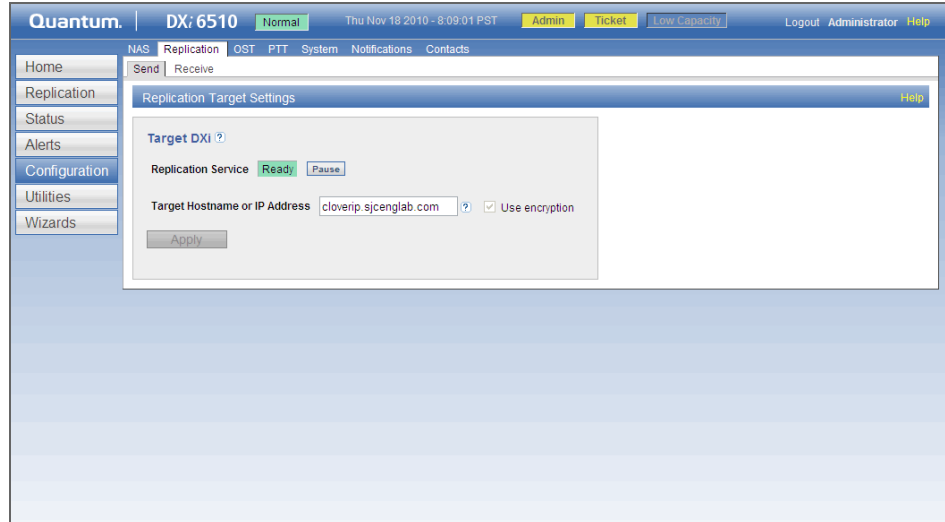 Quantum. DXi 6510 Normal Thu Nov 18 2010 - 8:09:01 PST Admin Ticket Low Capacity Logout Administrator Help
NAS Replication OST PTT System Notifications Contacts
Home
Replication
Status
Alerts
Configuration
Utilities
Wizards
Send Receive
Replication Target Settings Help
Target DXi ?
Replication Service Ready Pause
Target Hostname or IP Address cloverip.sjcenglab.com ? Use encryption
Apply